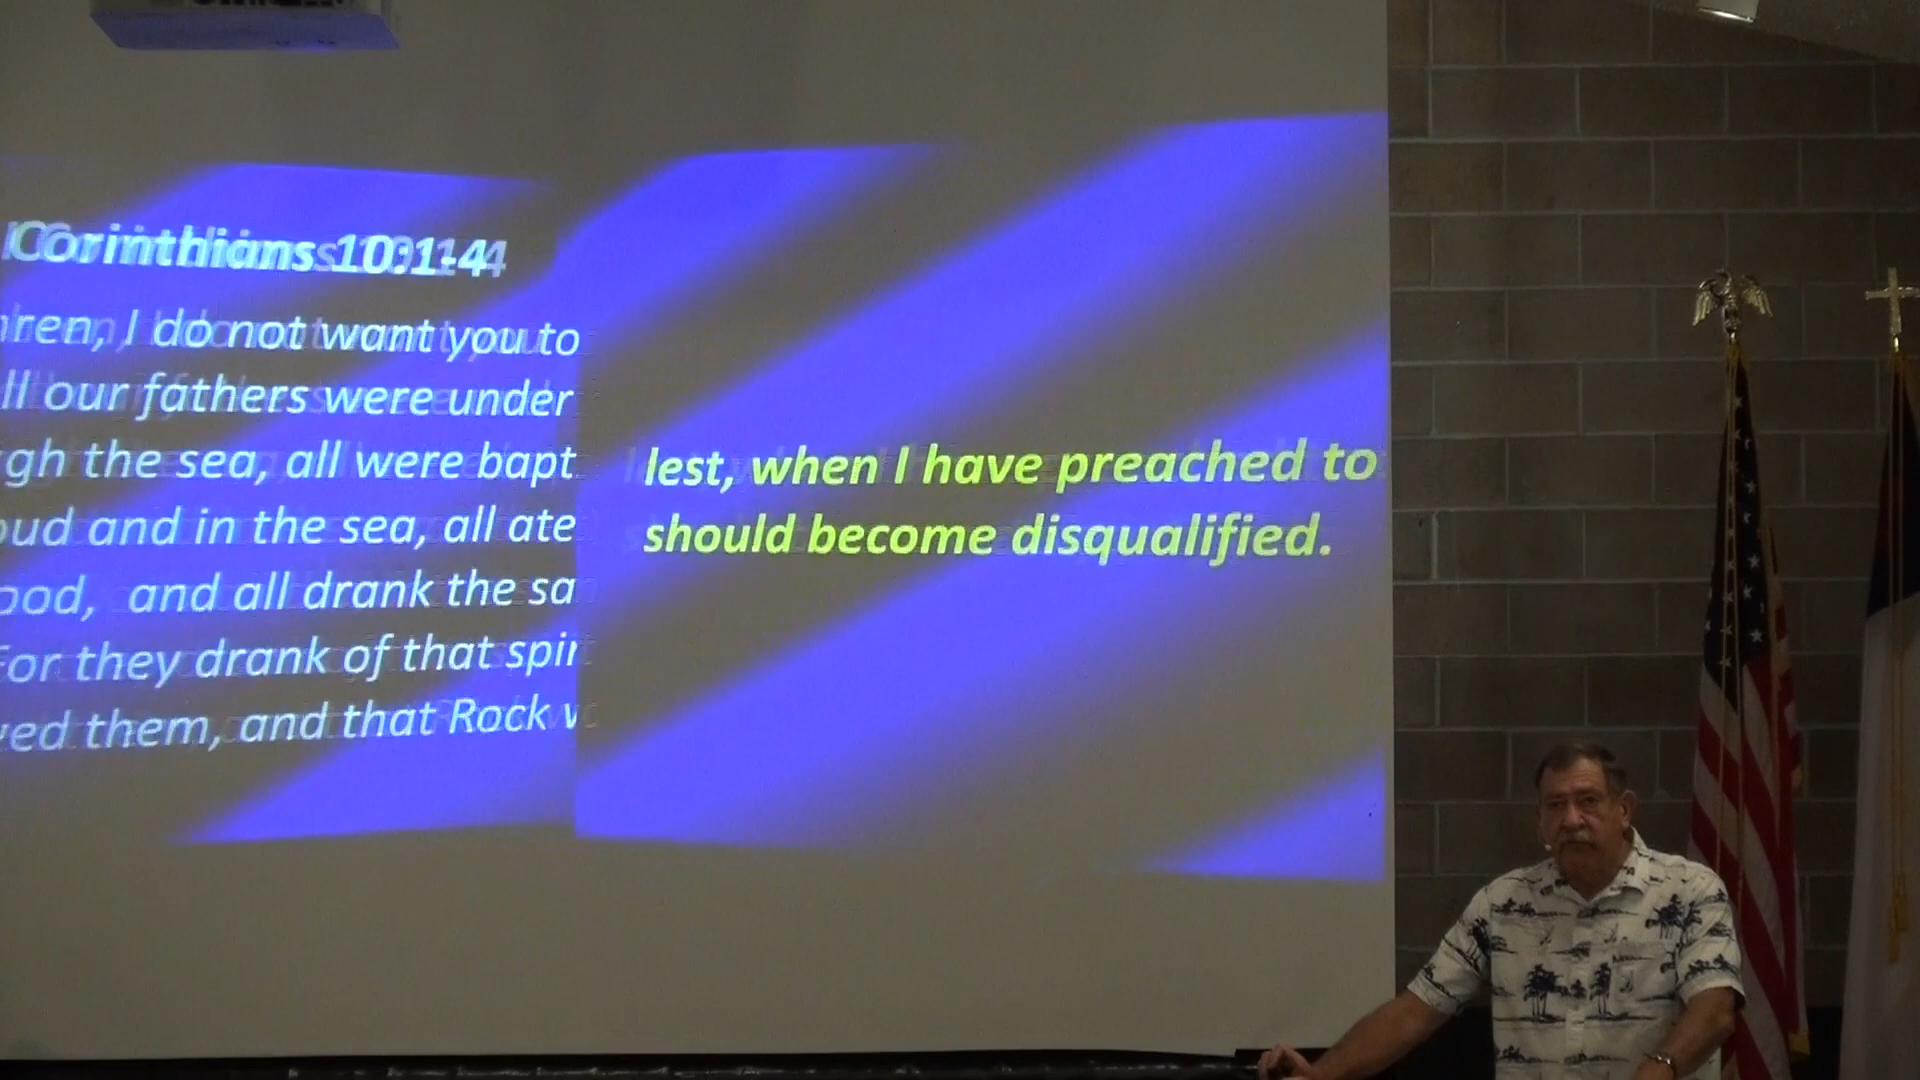 Corinthians 10:1-4
hren, I do not want you to
ll our fathers were under
gh the sea, all were bapt
oud and in the sea, all ate
ood, and all drank the sa
For they drank of that spir
ved them, and that Rock w
lest, when I have preached to
should become disqualified.